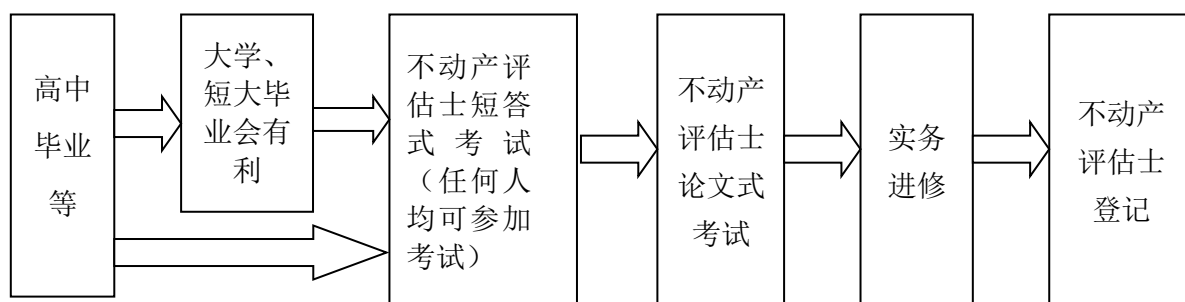 高中
毕业
等
大学、
短大毕
业会有
利
不动产评
估士短答
式考试
（任何人
均可参加
考试）
不动产
评估士
论文式
考试
实务
进修
不动产
评估士
登记